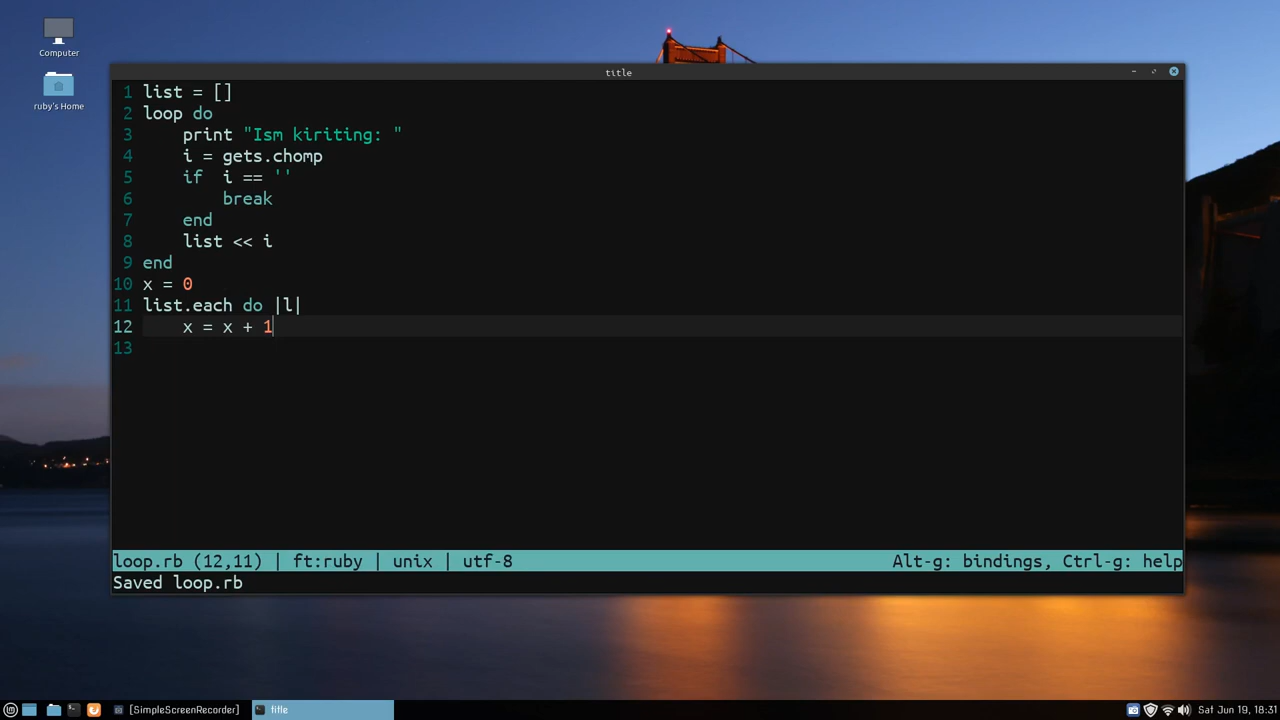 Computer
ruby's Home
title
1 list = []
2 loop do
3     print "Ism kiriting: "
4     i = gets.chomp
5     if  i == ''
6         break
7     end
8     list << i
9 end
10 x = 0
11 list.each do |l|
12     x = x + 1
13
loop.rb (12,11) | ft:ruby | unix | utf-8 Alt-g: bindings, Ctrl-g: help
Saved loop.rb
[SimpleScreenRecorder] title Sat Jun 19, 18:31